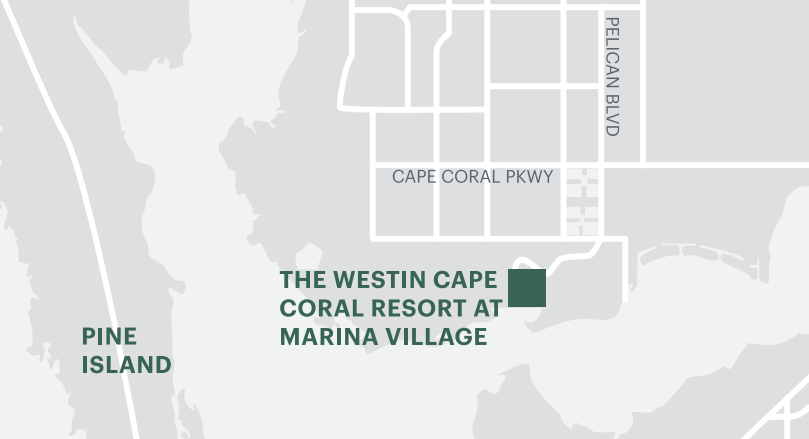 PELICAN BLVD
CAPE CORAL PKWY
THE WESTIN CAPE
CORAL RESORT AT
MARINA VILLAGE
PINE
ISLAND